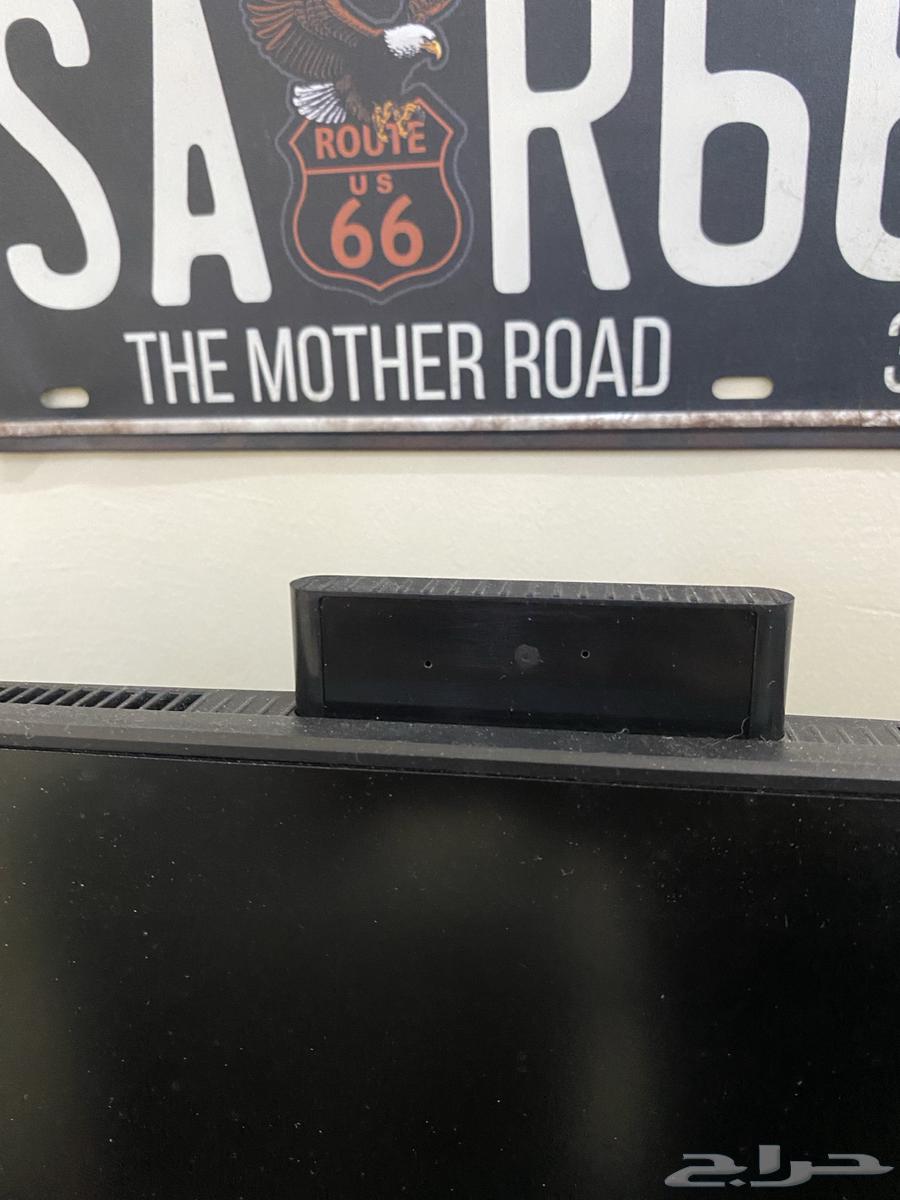 SA R66
ROUTE
US
66
THE MOTHER ROAD
حراج